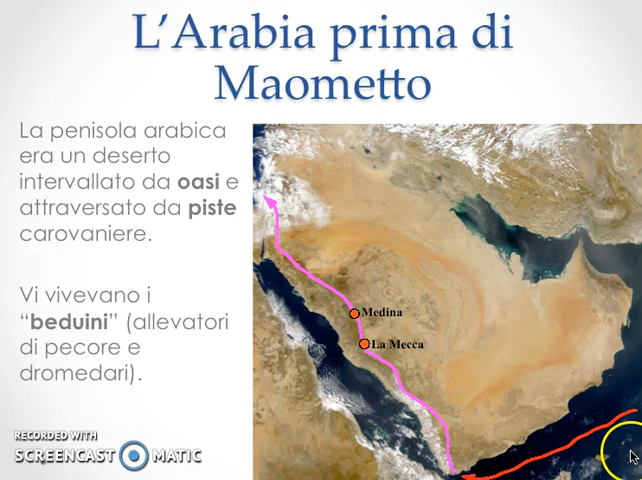 L’Arabia prima di
Maometto
La penisola arabica
era un deserto
intervallato da oasi e
attraversato da piste
carovaniere.
Vi vivevano i
“beduini” (allevatori
di pecore e
dromedari).
Medina
La Mecca
RECORDED WITH
SCREENCAST MATIC